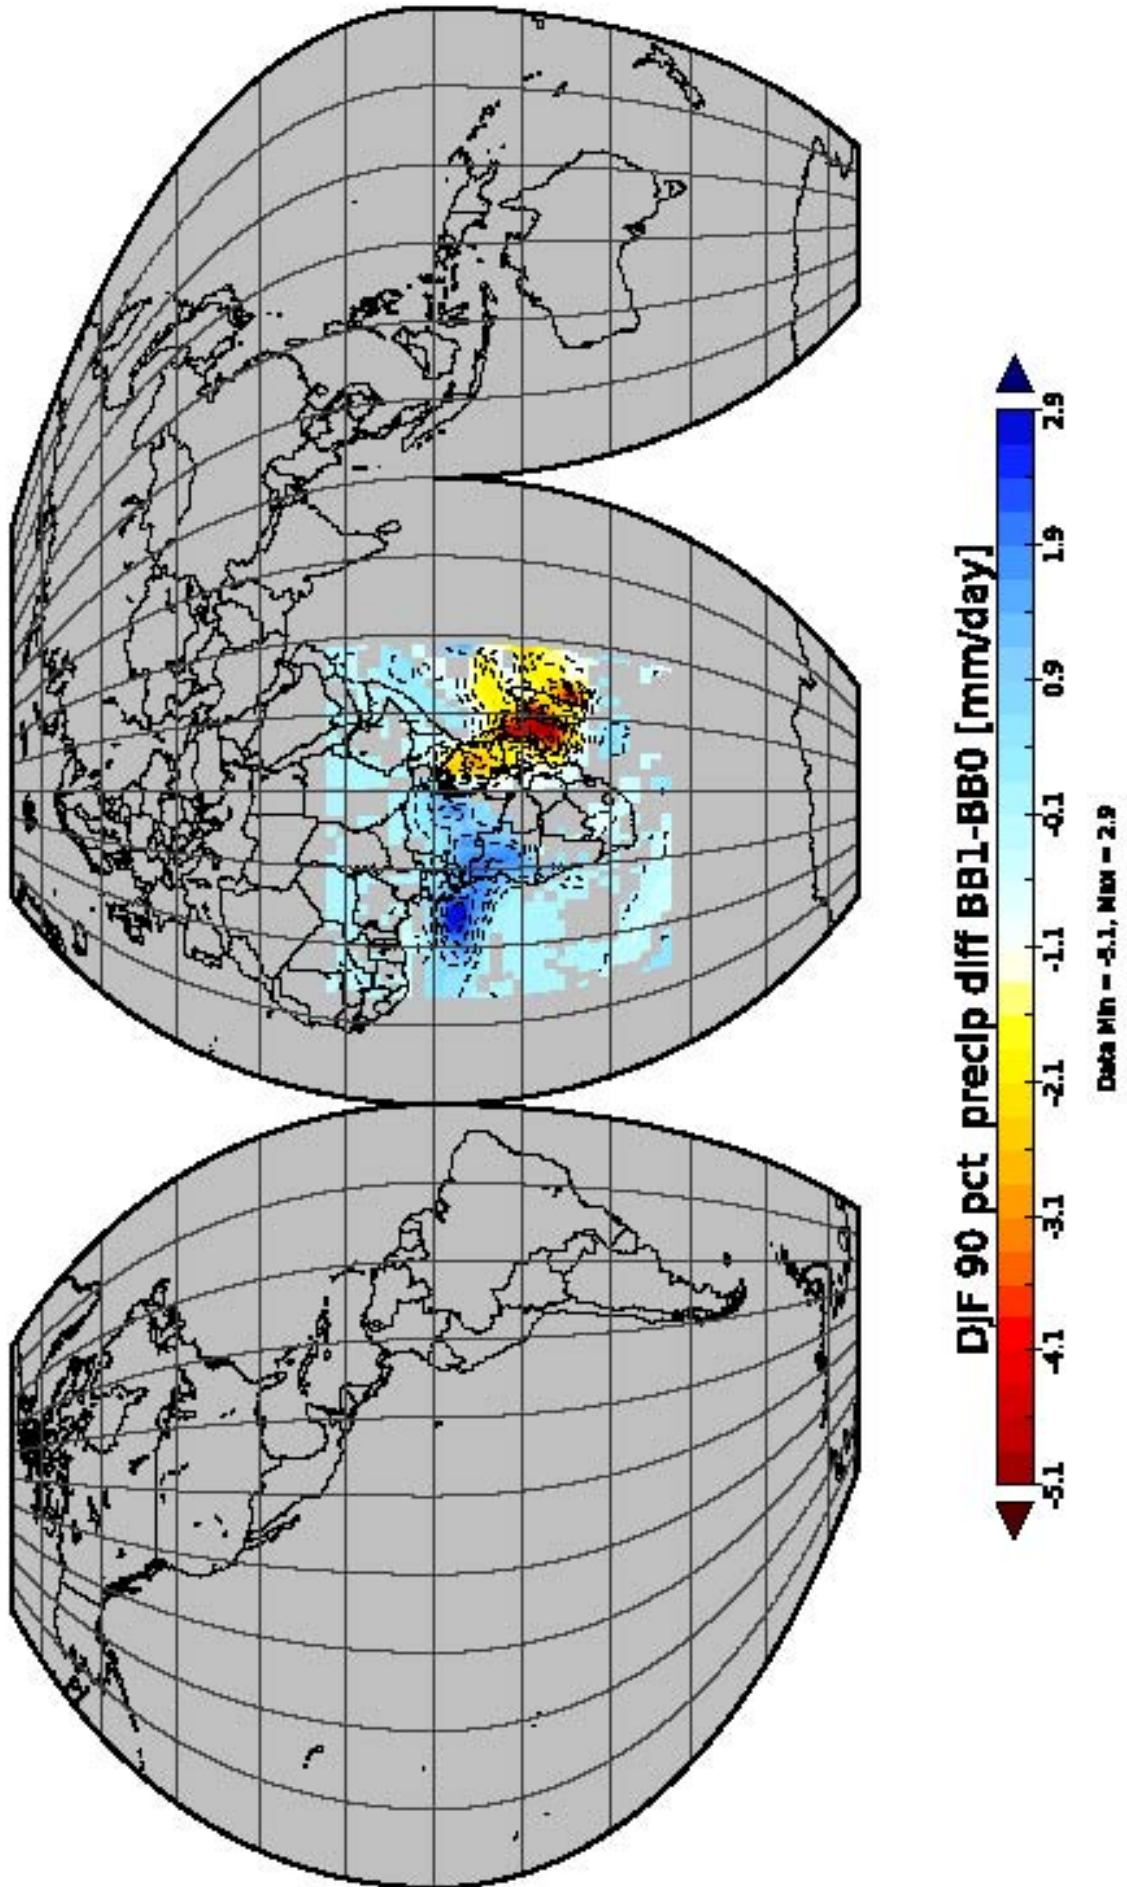 DJF 90 pct precip diff BB1-BB0 [mm/day]
-5.1 -4.1 -3.1 -2.1 -1.1 -0.1 0.9 1.9 2.9
Data Min = -5.1, Max = 2.9